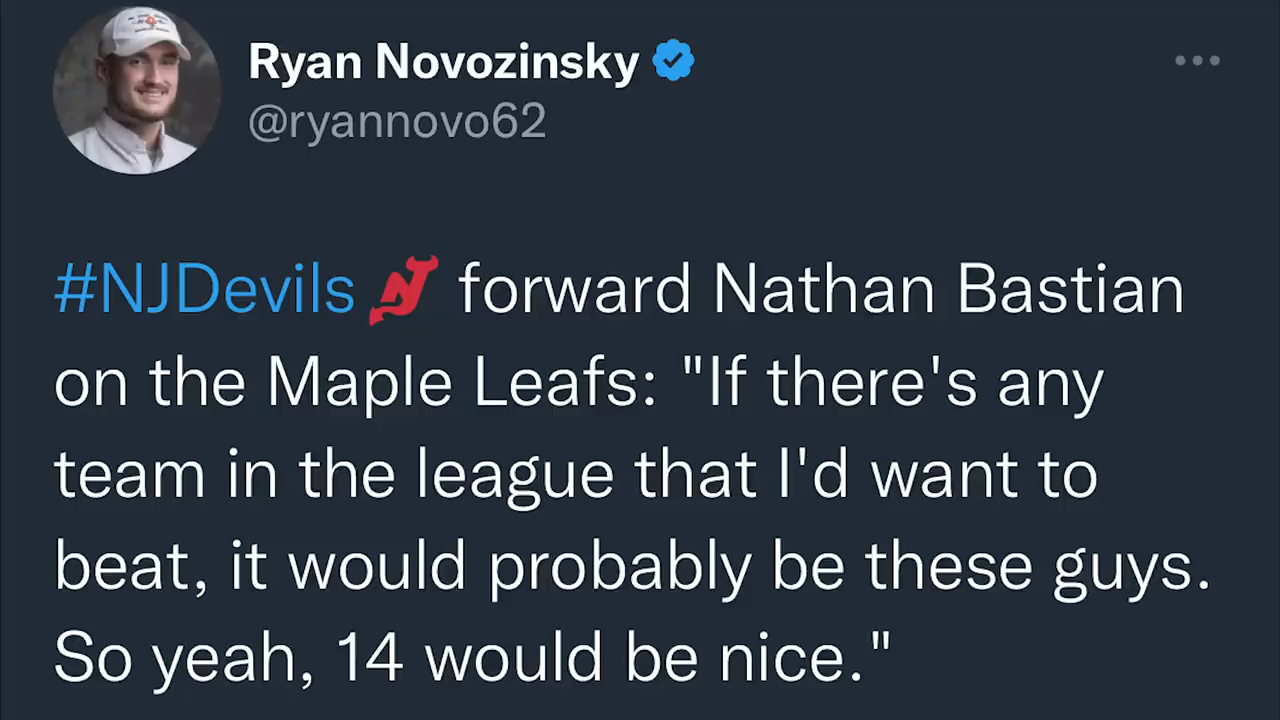 Ryan Novozinsky
@ryannovo62
#NJDevils forward Nathan Bastian
on the Maple Leafs: "If there's any
team in the league that I'd want to
beat, it would probably be these guys.
So yeah, 14 would be nice."